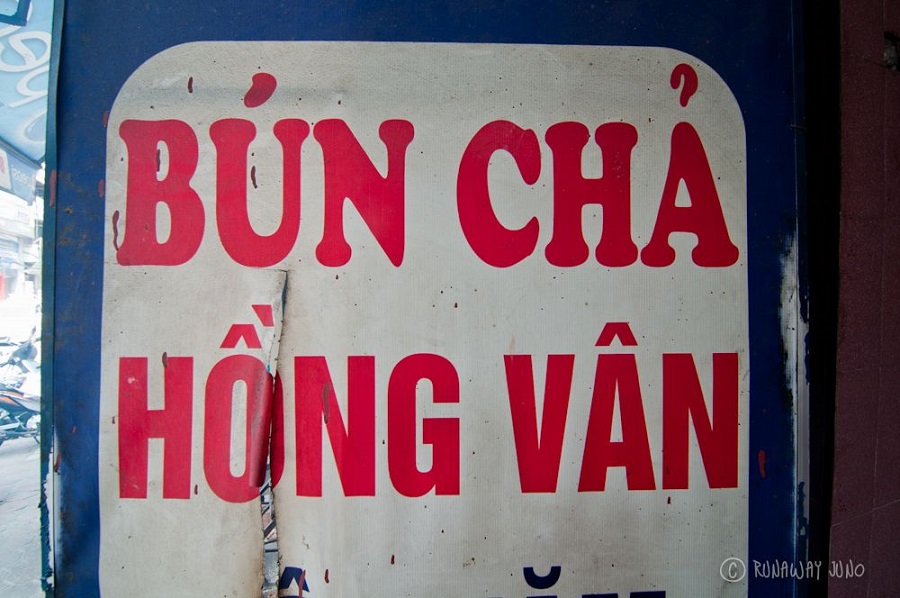 BÚN CHẢ
HỒNG VÂN
© RUNAWAY JUNO